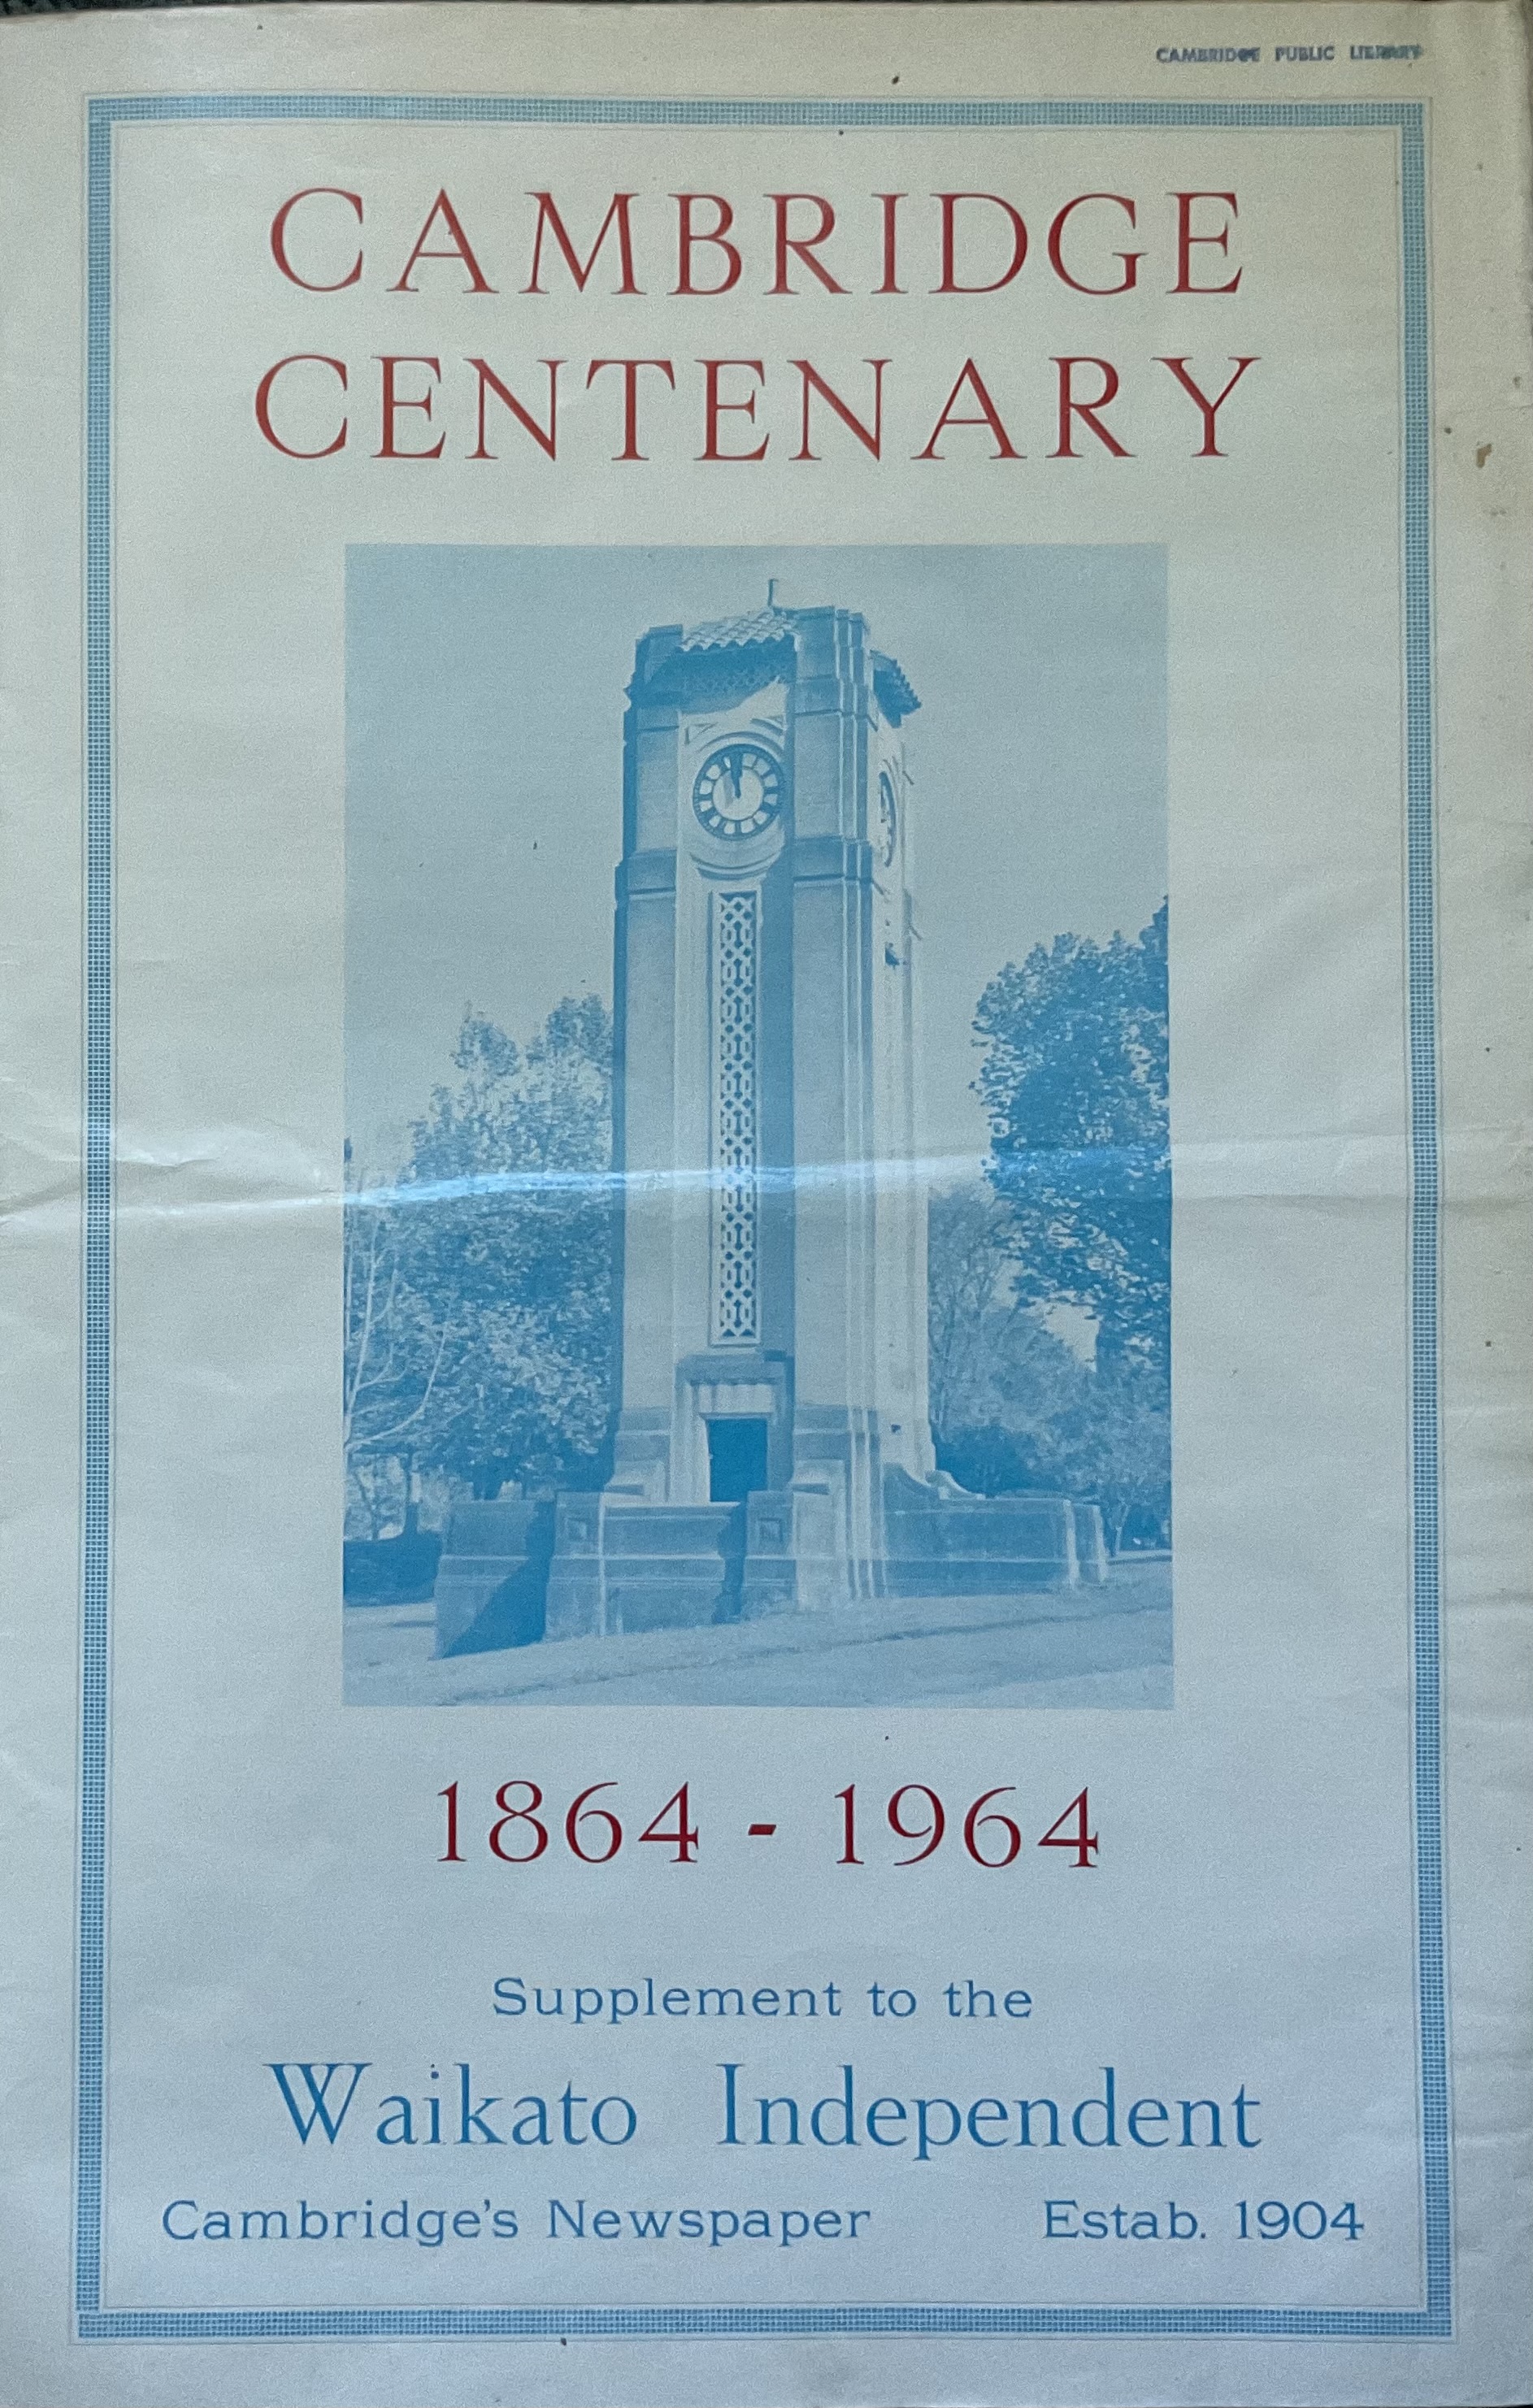 CAMBRIDGE PUBLIC LIBRARY
CAMBRIDGE
CENTENARY
1864 - 1964
Supplement to the
Waikato Independent
Cambridge's Newspaper Estab. 1904